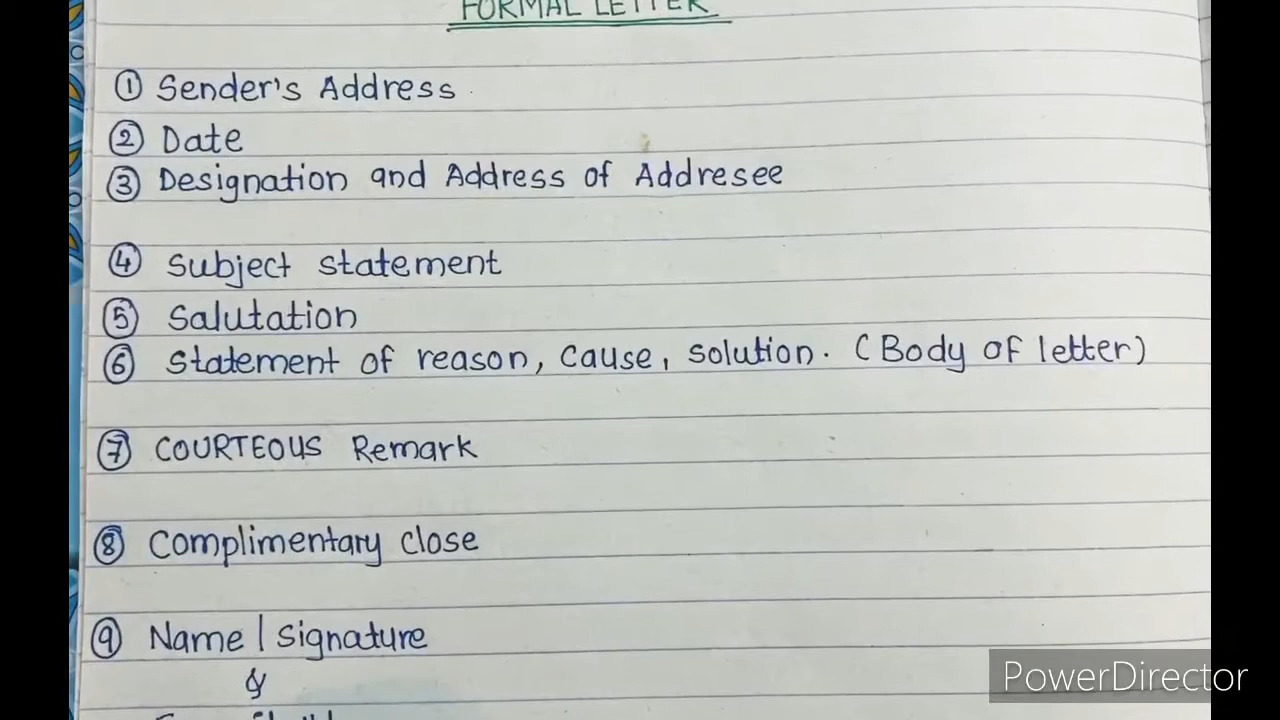 FORMAL LETTER
① Sender's Address
② Date
③ Designation and Address of Addresee
④ Subject statement
⑤ Salutation
⑥ Statement of reason, cause, solution. (Body of letter)
⑦ COURTEOUS Remark
⑧ Complimentary close
⑨ Name / signature
&
PowerDirector